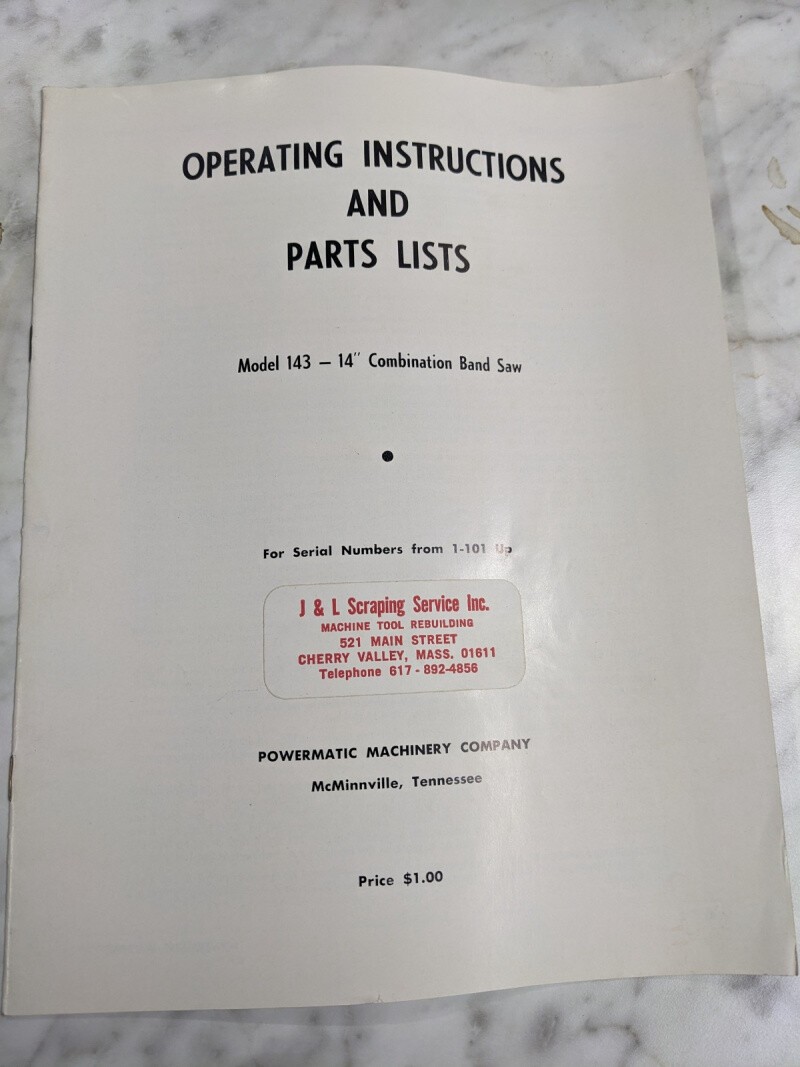 OPERATING INSTRUCTIONS
AND
PARTS LISTS
Model 143 – 14" Combination Band Saw
For Serial Numbers from 1-101 Up
J & L Scraping Service Inc.
MACHINE TOOL REBUILDING
521 MAIN STREET
CHERRY VALLEY, MASS. 01611
Telephone 617 - 892-4856
POWERMATIC MACHINERY COMPANY
McMinnville, Tennessee
Price $1.00